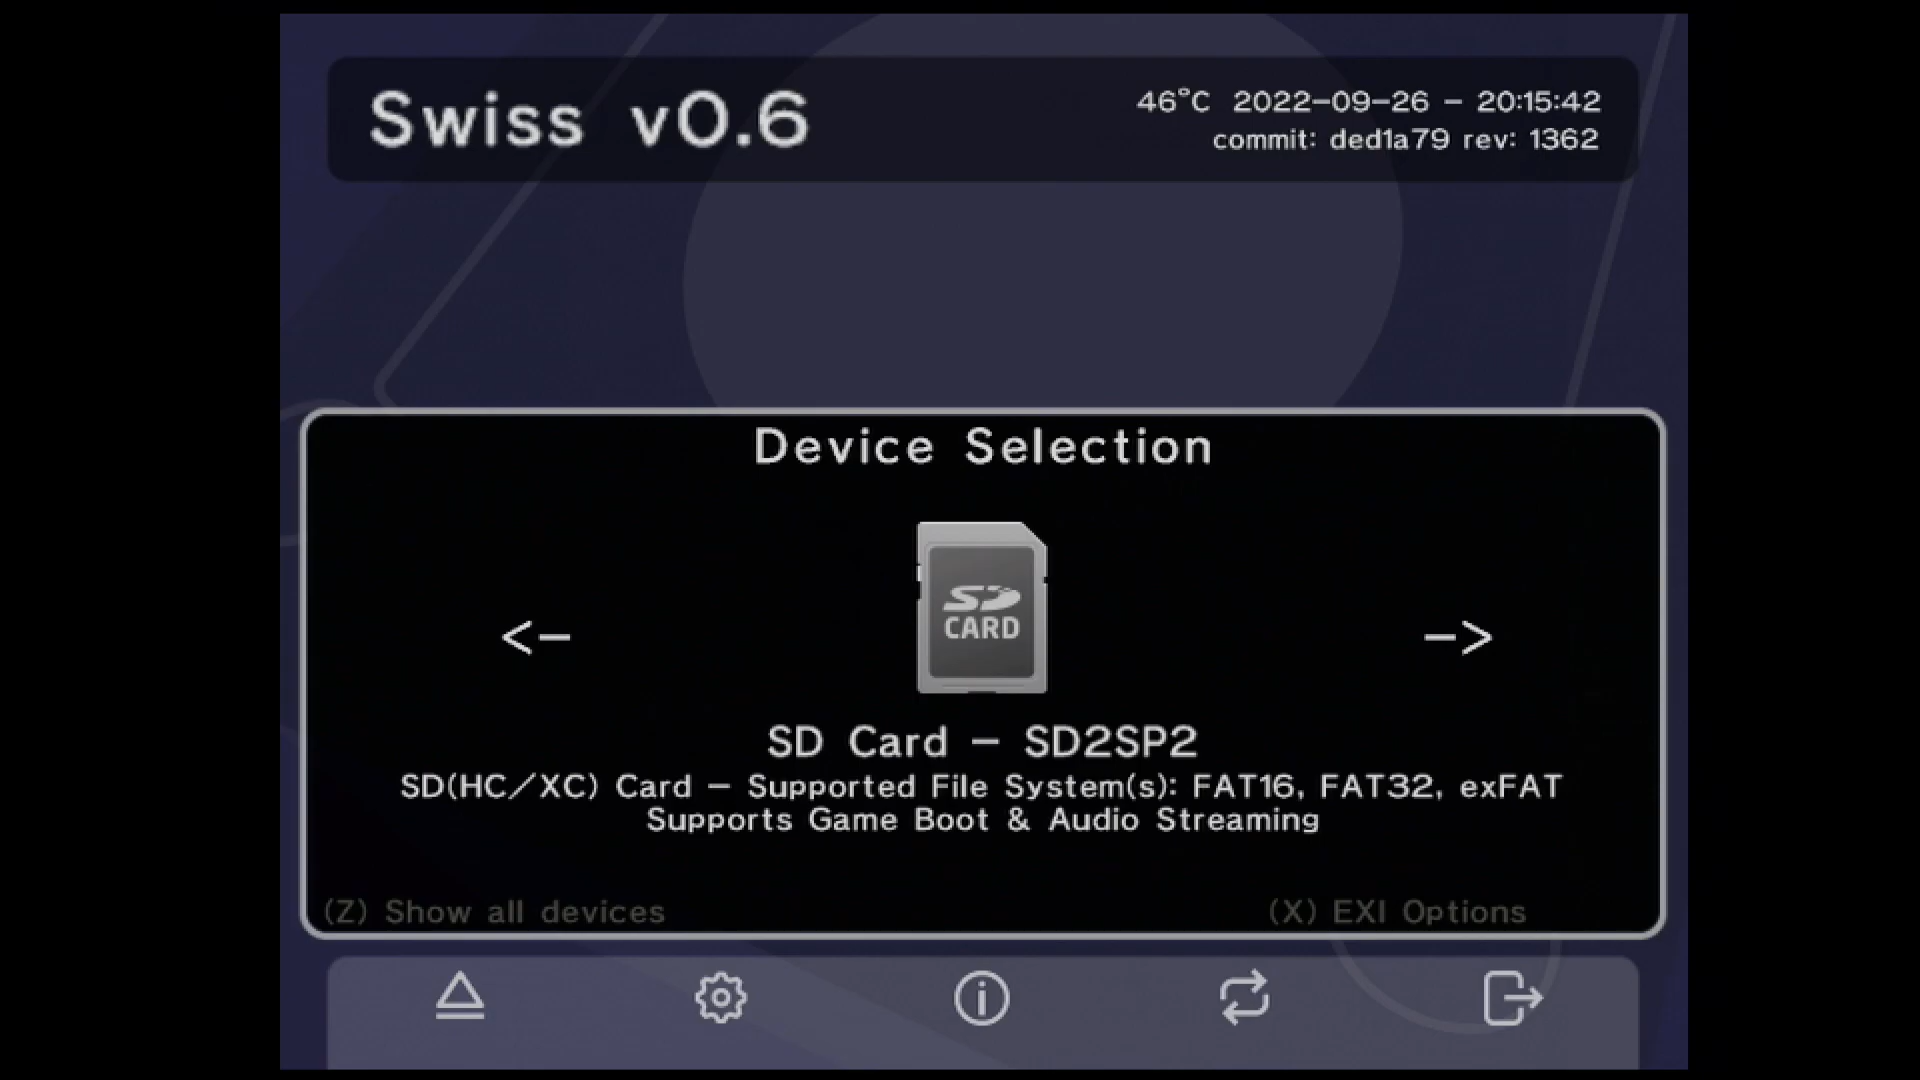 Swiss v0.6
46°C 2022-09-26 - 20:15:42
commit: ded1a79 rev: 1362
Device Selection
SD
CARD
<- ->
SD Card - SD2SP2
SD(HC/XC) Card - Supported File System(s): FAT16, FAT32, exFAT
Supports Game Boot & Audio Streaming
(Z) Show all devices
(X) EXI Options